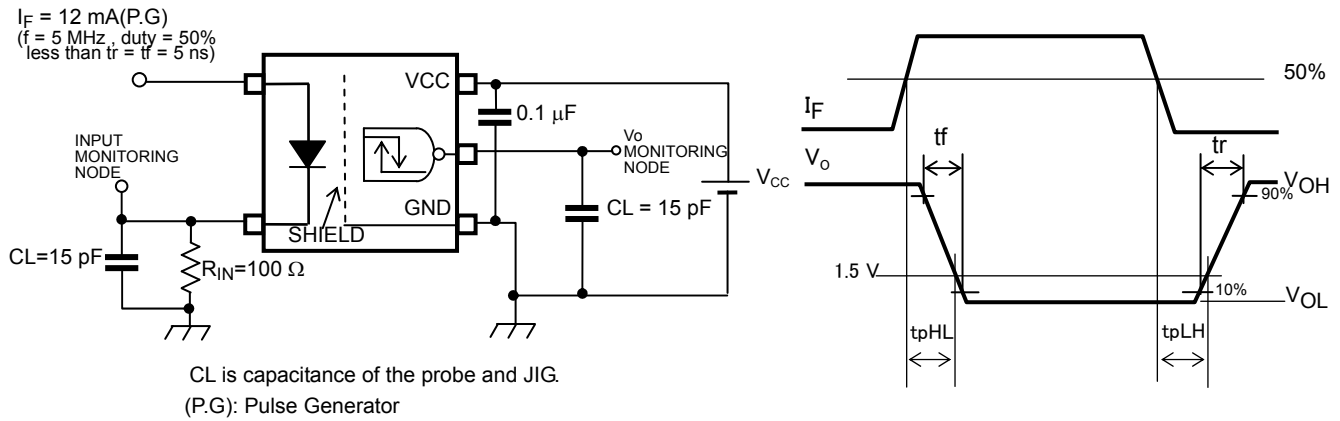 IF = 12 mA(P.G)
(f = 5 MHz , duty = 50%
less than tr = tf = 5 ns)
INPUT
MONITORING
NODE
CL=15 pF
RIN=100 Ω
SHIELD
VCC
GND
0.1 μF
Vo
MONITORING
NODE
CL = 15 pF
VCC
CL is capacitance of the probe and JIG.
(P.G): Pulse Generator
50%
IF
VO
tf
tr
VOH
90%
1.5 V
10%
VOL
tpHL
tpLH